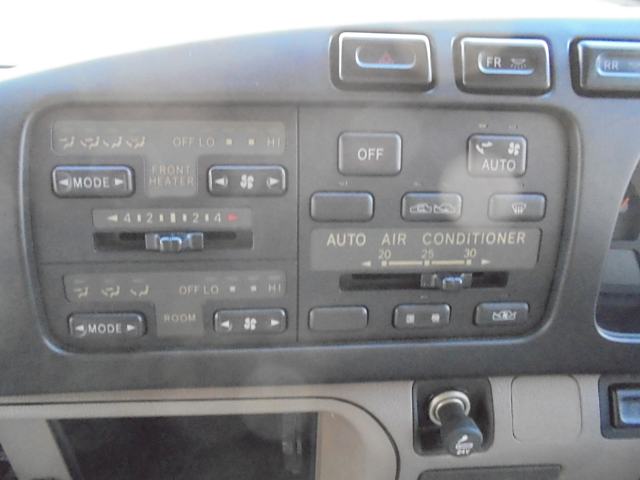 FR
RR
OFF LO HI
FRONT
HEATER
MODE
4 2 2 4
OFF LO HI
ROOM
MODE
OFF
AUTO
AUTO AIR CONDITIONER
20 25 30
24V